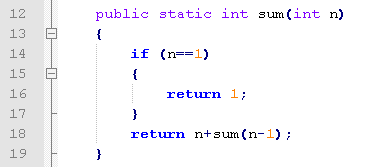 12 public static int sum(int n)
13 {
14 if (n==1)
15 {
16 return 1;
17 }
18 return n+sum(n-1);
19 }